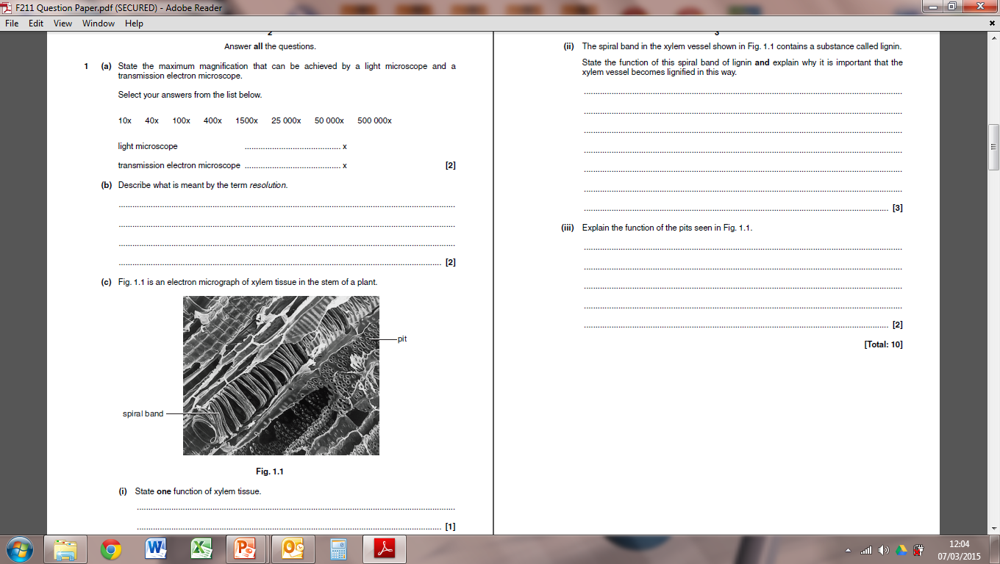 F211 Question Paper.pdf (SECURED) - Adobe Reader
File Edit View Window Help
2
Answer all the questions.
1 (a) State the maximum magnification that can be achieved by a light microscope and a
transmission electron microscope.
Select your answers from the list below.
10x 40x 100x 400x 1500x 25 000x 50 000x 500 000x
light microscope .......................................... x
transmission electron microscope .......................................... x [2]
(b) Describe what is meant by the term resolution.
..........................................................................................
..........................................................................................
..........................................................................................
.......................................................................................... [2]
(c) Fig. 1.1 is an electron micrograph of xylem tissue in the stem of a plant.
pit
spiral band
Fig. 1.1
(i) State one function of xylem tissue.
..........................................................................................
.......................................................................................... [1]
3
(ii) The spiral band in the xylem vessel shown in Fig. 1.1 contains a substance called lignin.
State the function of this spiral band of lignin and explain why it is important that the
xylem vessel becomes lignified in this way.
..........................................................................................
..........................................................................................
..........................................................................................
..........................................................................................
..........................................................................................
..........................................................................................
.......................................................................................... [3]
(iii) Explain the function of the pits seen in Fig. 1.1.
..........................................................................................
..........................................................................................
..........................................................................................
..........................................................................................
.......................................................................................... [2]
[Total: 10]
12:04
07/03/2015